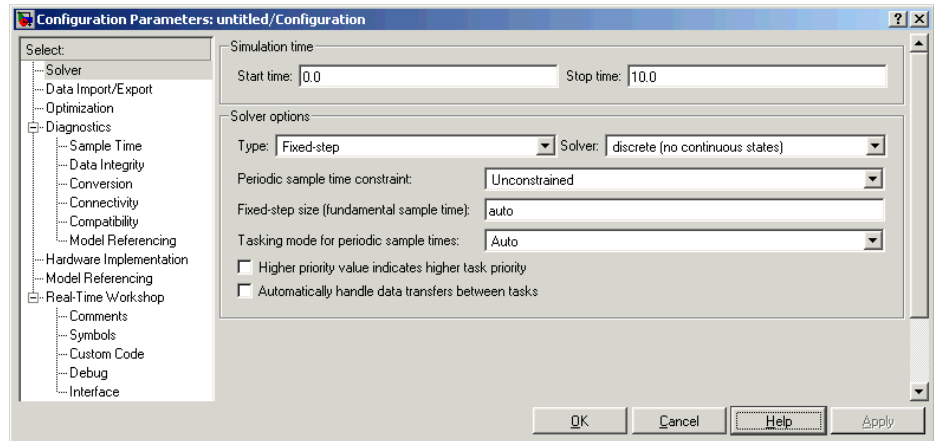 Configuration Parameters: untitled/Configuration
Select:
Solver
Data Import/Export
Optimization
Diagnostics
Sample Time
Data Integrity
Conversion
Connectivity
Compatibility
Model Referencing
Hardware Implementation
Model Referencing
Real-Time Workshop
Comments
Symbols
Custom Code
Debug
Interface
Simulation time
Start time: 0.0 Stop time: 10.0
Solver options
Type: Fixed-step Solver: discrete (no continuous states)
Periodic sample time constraint: Unconstrained
Fixed-step size (fundamental sample time): auto
Tasking mode for periodic sample times: Auto
Higher priority value indicates higher task priority
Automatically handle data transfers between tasks
OK Cancel Help Apply